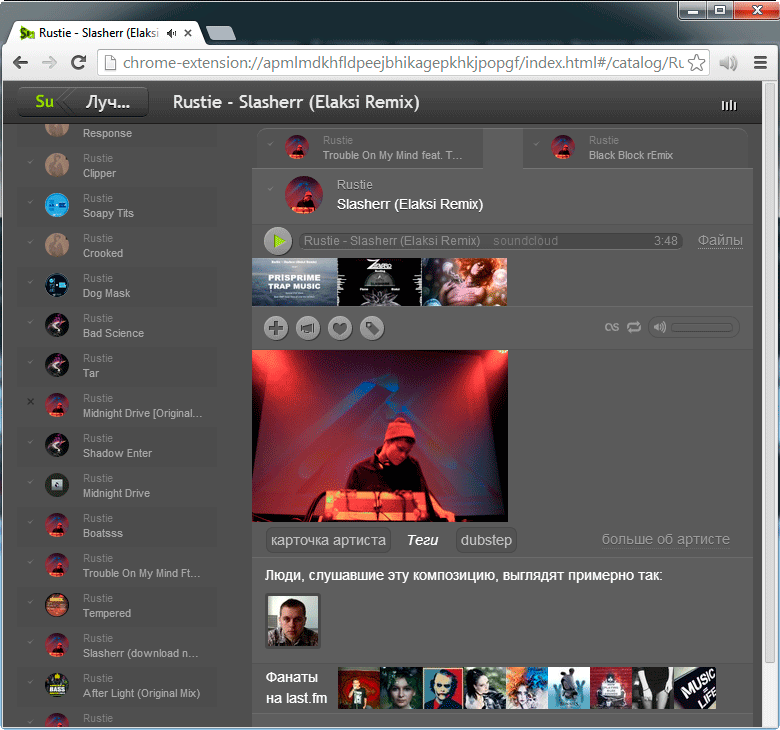 Rustie - Slasherr (Elaksi
chrome-extension://apmlmdkhfldpeejbhikagepkhkjpopgf/index.html#/catalog/Ru
Su
Луч...
Rustie - Slasherr (Elaksi Remix)
Response
Rustie
Clipper
Rustie
Soapy Tits
Rustie
Crooked
Rustie
Dog Mask
Rustie
Bad Science
Rustie
Tar
Rustie
Midnight Drive [Original...
Rustie
Shadow Enter
Rustie
Midnight Drive
Rustie
Boatsss
Rustie
Trouble On My Mind Ft...
Rustie
Tempered
Rustie
Slasherr (download n...
Rustie
After Light (Original Mix)
Rustie
Rustie
Trouble On My Mind feat. T...
Rustie
Black Block rEmix
Rustie
Slasherr (Elaksi Remix)
Rustie - Slasherr (Elaksi Remix) soundcloud 3:48 Файлы
PRISPRIME
TRAP MUSIC
карточка артиста Теги dubstep больше об артисте
Люди, слушавшие эту композицию, выглядят примерно так:
Фанаты
на last.fm
MUSIC
= LIFE